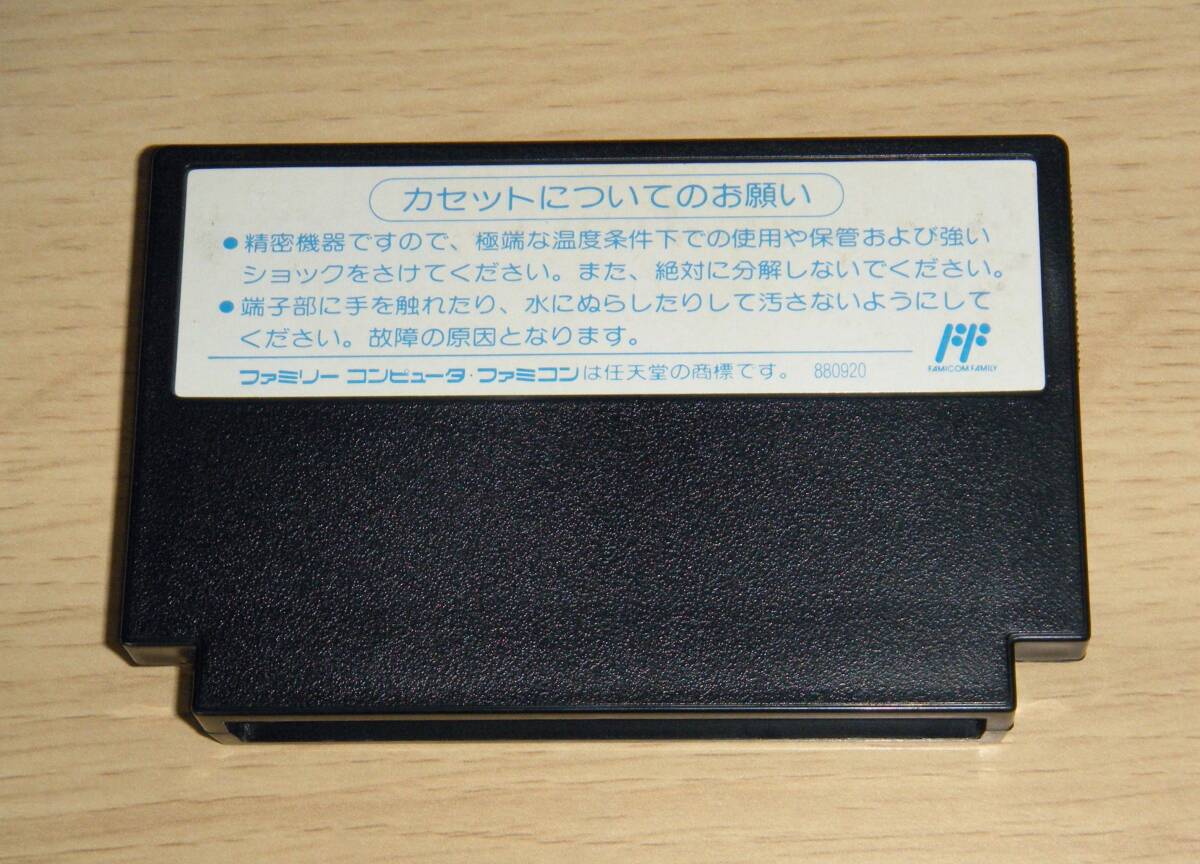 カセットについてのお願い
●精密機器ですので、極端な温度条件下での使用や保管および強い
ショックをさけてください。また、絶対に分解しないでください。
●端子部に手を触れたり、水にぬらしたりして汚さないようにして
ください。故障の原因となります。
FF
FAMICOM FAMILY
ファミリーコンピュータ・ファミコンは任天堂の商標です。 880920